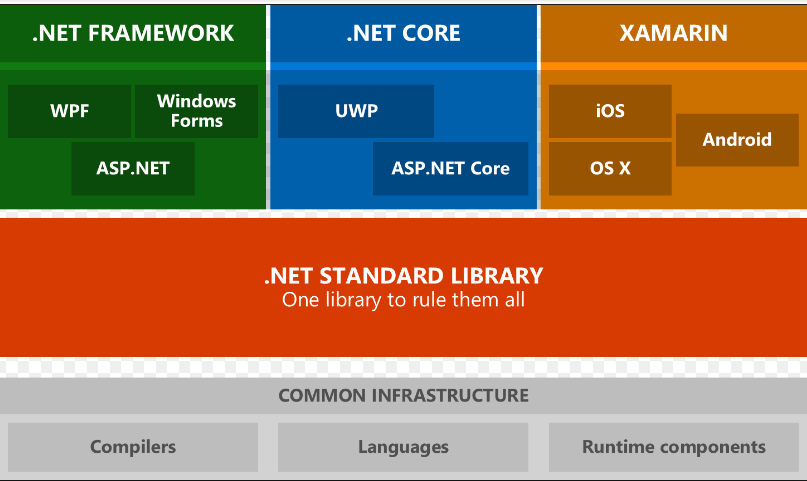 .NET FRAMEWORK
WPF
Windows
Forms
ASP.NET
.NET CORE
UWP
ASP.NET Core
XAMARIN
iOS
Android
OS X
.NET STANDARD LIBRARY
One library to rule them all
COMMON INFRASTRUCTURE
Compilers
Languages
Runtime components